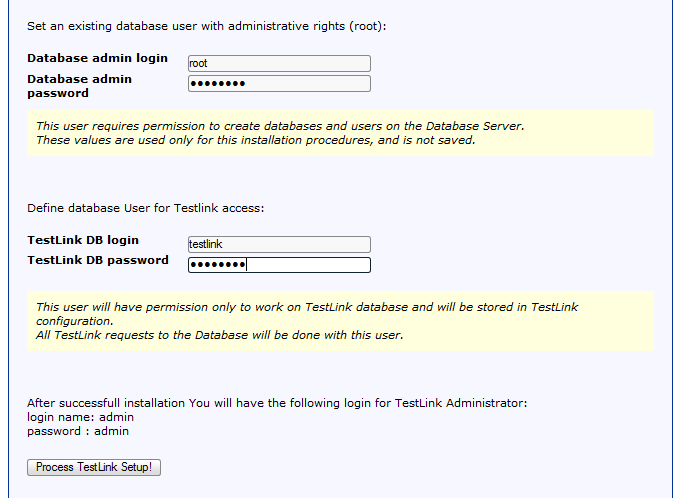 Set an existing database user with administrative rights (root):
Database admin login
root
Database admin
password
●●●●●●●●
This user requires permission to create databases and users on the Database Server.
These values are used only for this installation procedures, and is not saved.
Define database User for Testlink access:
TestLink DB login
testlink
TestLink DB password
●●●●●●●●
This user will have permission only to work on TestLink database and will be stored in TestLink
configuration.
All TestLink requests to the Database will be done with this user.
After successfull installation You will have the following login for TestLink Administrator:
login name: admin
password : admin
Process TestLink Setup!